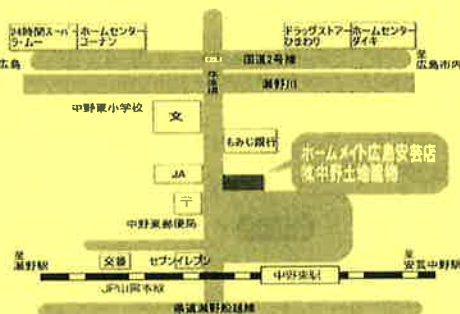 24時間スーパー
ラ・ムー
ホームセンター
コーナン
ドラッグストアー
ひまわり
ホームセンター
ダイキ
至
広島
国道2号線
至
広島市内
瀬野川
中野東小学校
文
もみじ銀行
ホームメイト広島安芸店
㈱中野土地建物
JA
〒
中野東郵便局
至
瀬野駅
交番
セブンイレブン
中野東駅
至
安芸中野駅
JR山陽本線
県道瀬野船越線